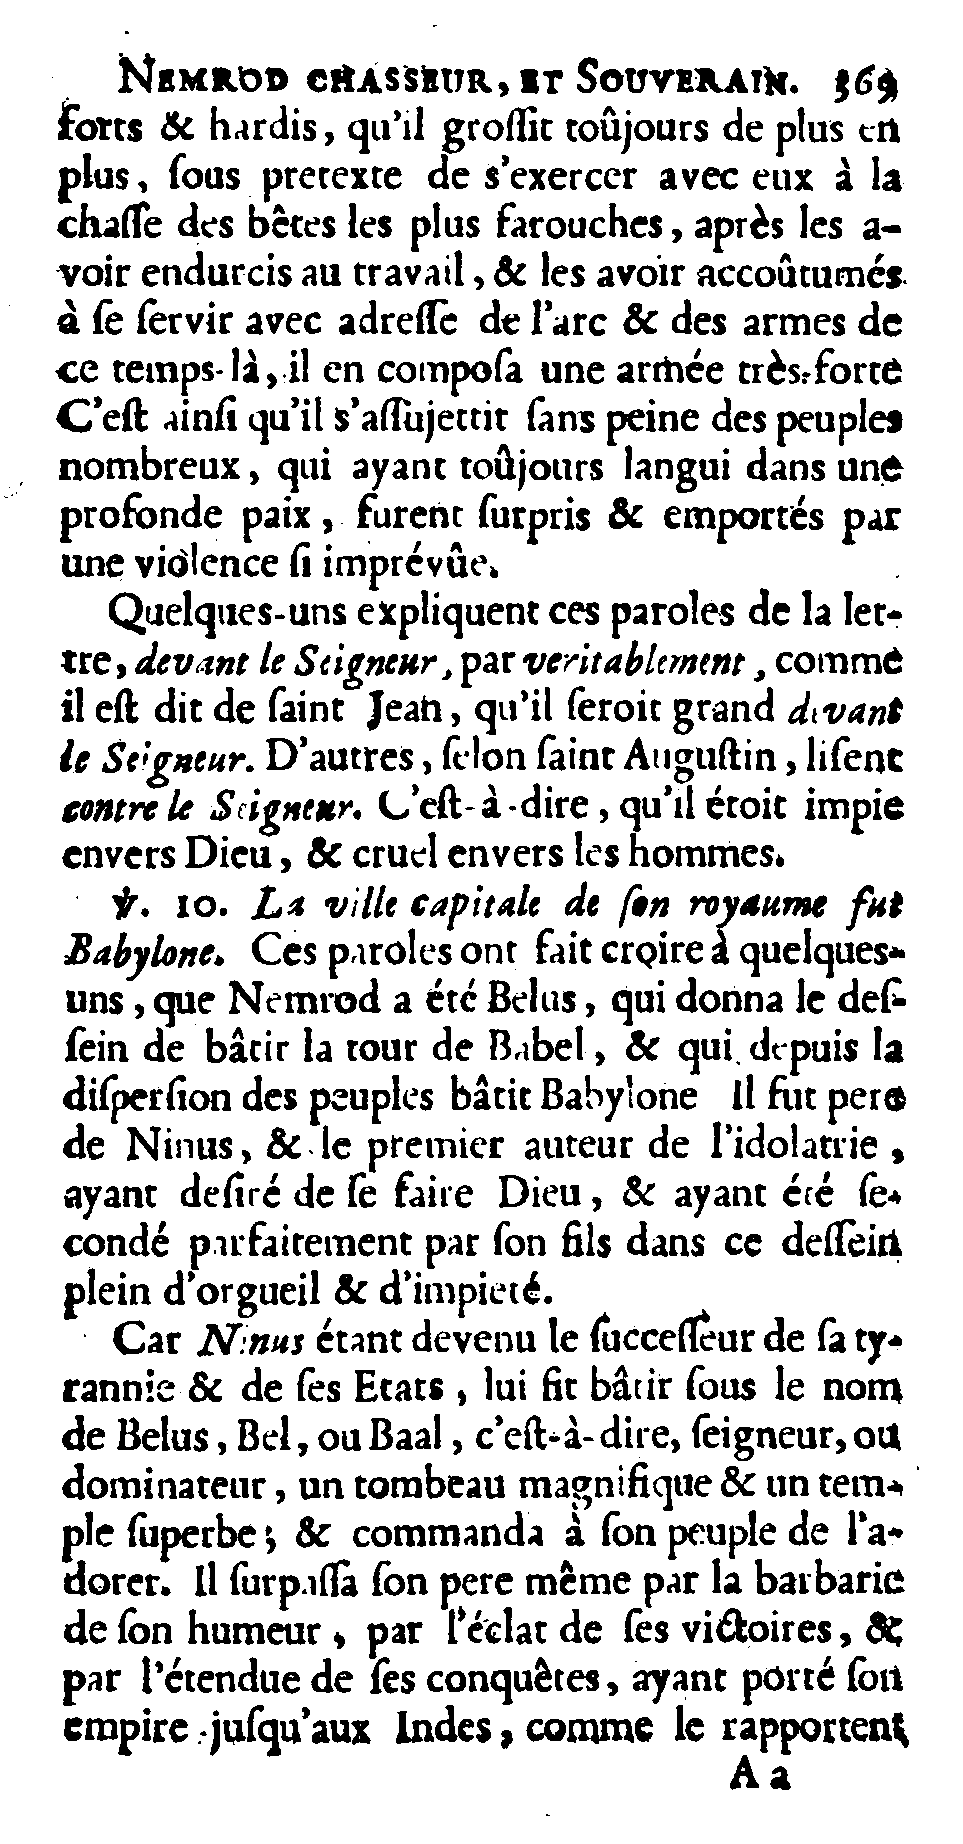 NEMROD CHASSEUR, ET SOUVERAIN. 369
forts & hardis, qu'il groſſit toûjours de plus en
plus, ſous pretexte de s'exercer avec eux à la
chaſſe des bêtes les plus farouches, après les a-
voir endurcis au travail, & les avoir accoûtumés
à ſe ſervir avec adreſſe de l'arc & des armes de
ce temps-là, il en compoſa une armée très-forte
C'eſt ainſi qu'il s'aſſujettit ſans peine des peuples
nombreux, qui ayant toûjours langui dans une
profonde paix, furent ſurpris & emportés par
une violence ſi imprévûe.
Quelques-uns expliquent ces paroles de la let-
tre, devant le Seigneur, par veritablement, comme
il eſt dit de ſaint Jean, qu'il ſeroit grand devant
le Seigneur. D'autres, ſelon ſaint Auguſtin, liſent
contre le Seigneur. C'eſt-à-dire, qu'il étoit impie
envers Dieu, & cruel envers les hommes.
℣. 10. La ville capitale de ſon royaume fut
Babylone. Ces paroles ont fait croire à quelques-
uns, que Nemrod a été Belus, qui donna le deſ-
ſein de bâtir la tour de Babel, & qui depuis la
diſperſion des peuples bâtit Babylone Il fut pere
de Ninus, & le premier auteur de l'idolatrie,
ayant deſiré de ſe faire Dieu, & ayant été ſe-
condé parfaitement par ſon fils dans ce deſſein
plein d'orgueil & d'impieté.
Car Ninus étant devenu le ſucceſſeur de ſa ty-
rannie & de ſes Etats, lui fit bâtir ſous le nom
de Belus, Bel, ou Baal, c'eſt-à-dire, ſeigneur, ou
dominateur, un tombeau magnifique & un tem-
ple ſuperbe; & commanda à ſon peuple de l'a-
dorer. Il ſurpaſſa ſon pere même par la barbarie
de ſon humeur, par l'éclat de ſes victoires, &
par l'étendue de ſes conquêtes, ayant porté ſon
empire juſqu'aux Indes, comme le rapportent
A a